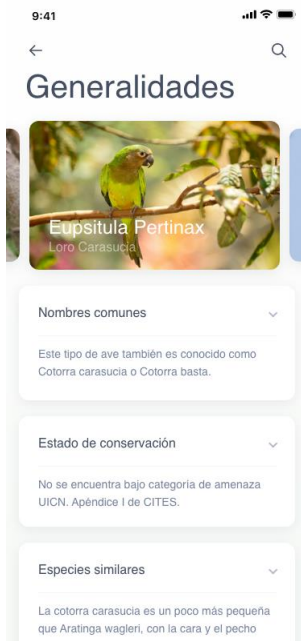 9:41
Generalidades
Eupsitula Pertinax
Loro Carasucia
Nombres comunes
Este tipo de ave también es conocido como
Cotorra carasucia o Cotorra basta.
Estado de conservación
No se encuentra bajo categoría de amenaza
UICN. Apéndice I de CITES.
Especies similares
La cotorra carasucia es un poco más pequeña
que Aratinga wagleri, con la cara y el pecho